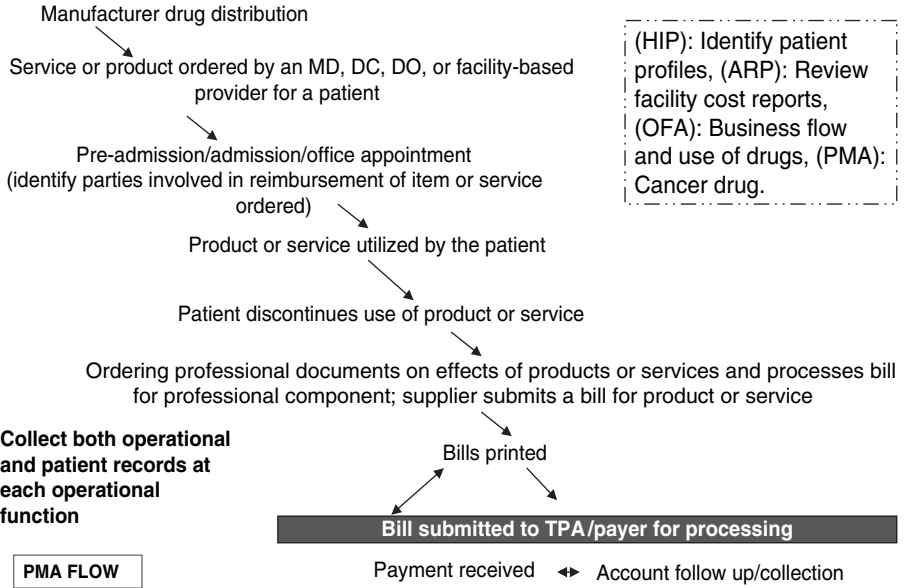 Manufacturer drug distribution
Service or product ordered by an MD, DC, DO, or facility-based
provider for a patient
Pre-admission/admission/office appointment
(identify parties involved in reimbursement of item or service
ordered)
Product or service utilized by the patient
Patient discontinues use of product or service
Ordering professional documents on effects of products or services and processes bill
for professional component; supplier submits a bill for product or service
Bills printed
Bill submitted to TPA/payer for processing
Payment received
Account follow up/collection
(HIP): Identify patient
profiles, (ARP): Review
facility cost reports,
(OFA): Business flow
and use of drugs, (PMA):
Cancer drug.
Collect both operational
and patient records at
each operational
function
PMA FLOW